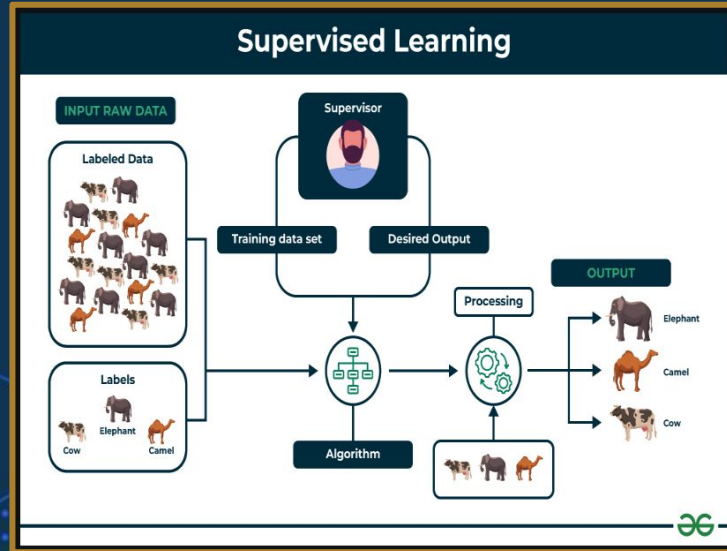 Supervised Learning
INPUT RAW DATA
Labeled Data
Labels
Elephant
Cow
Camel
Supervisor
Training data set
Desired Output
Algorithm
Processing
OUTPUT
Elephant
Camel
Cow